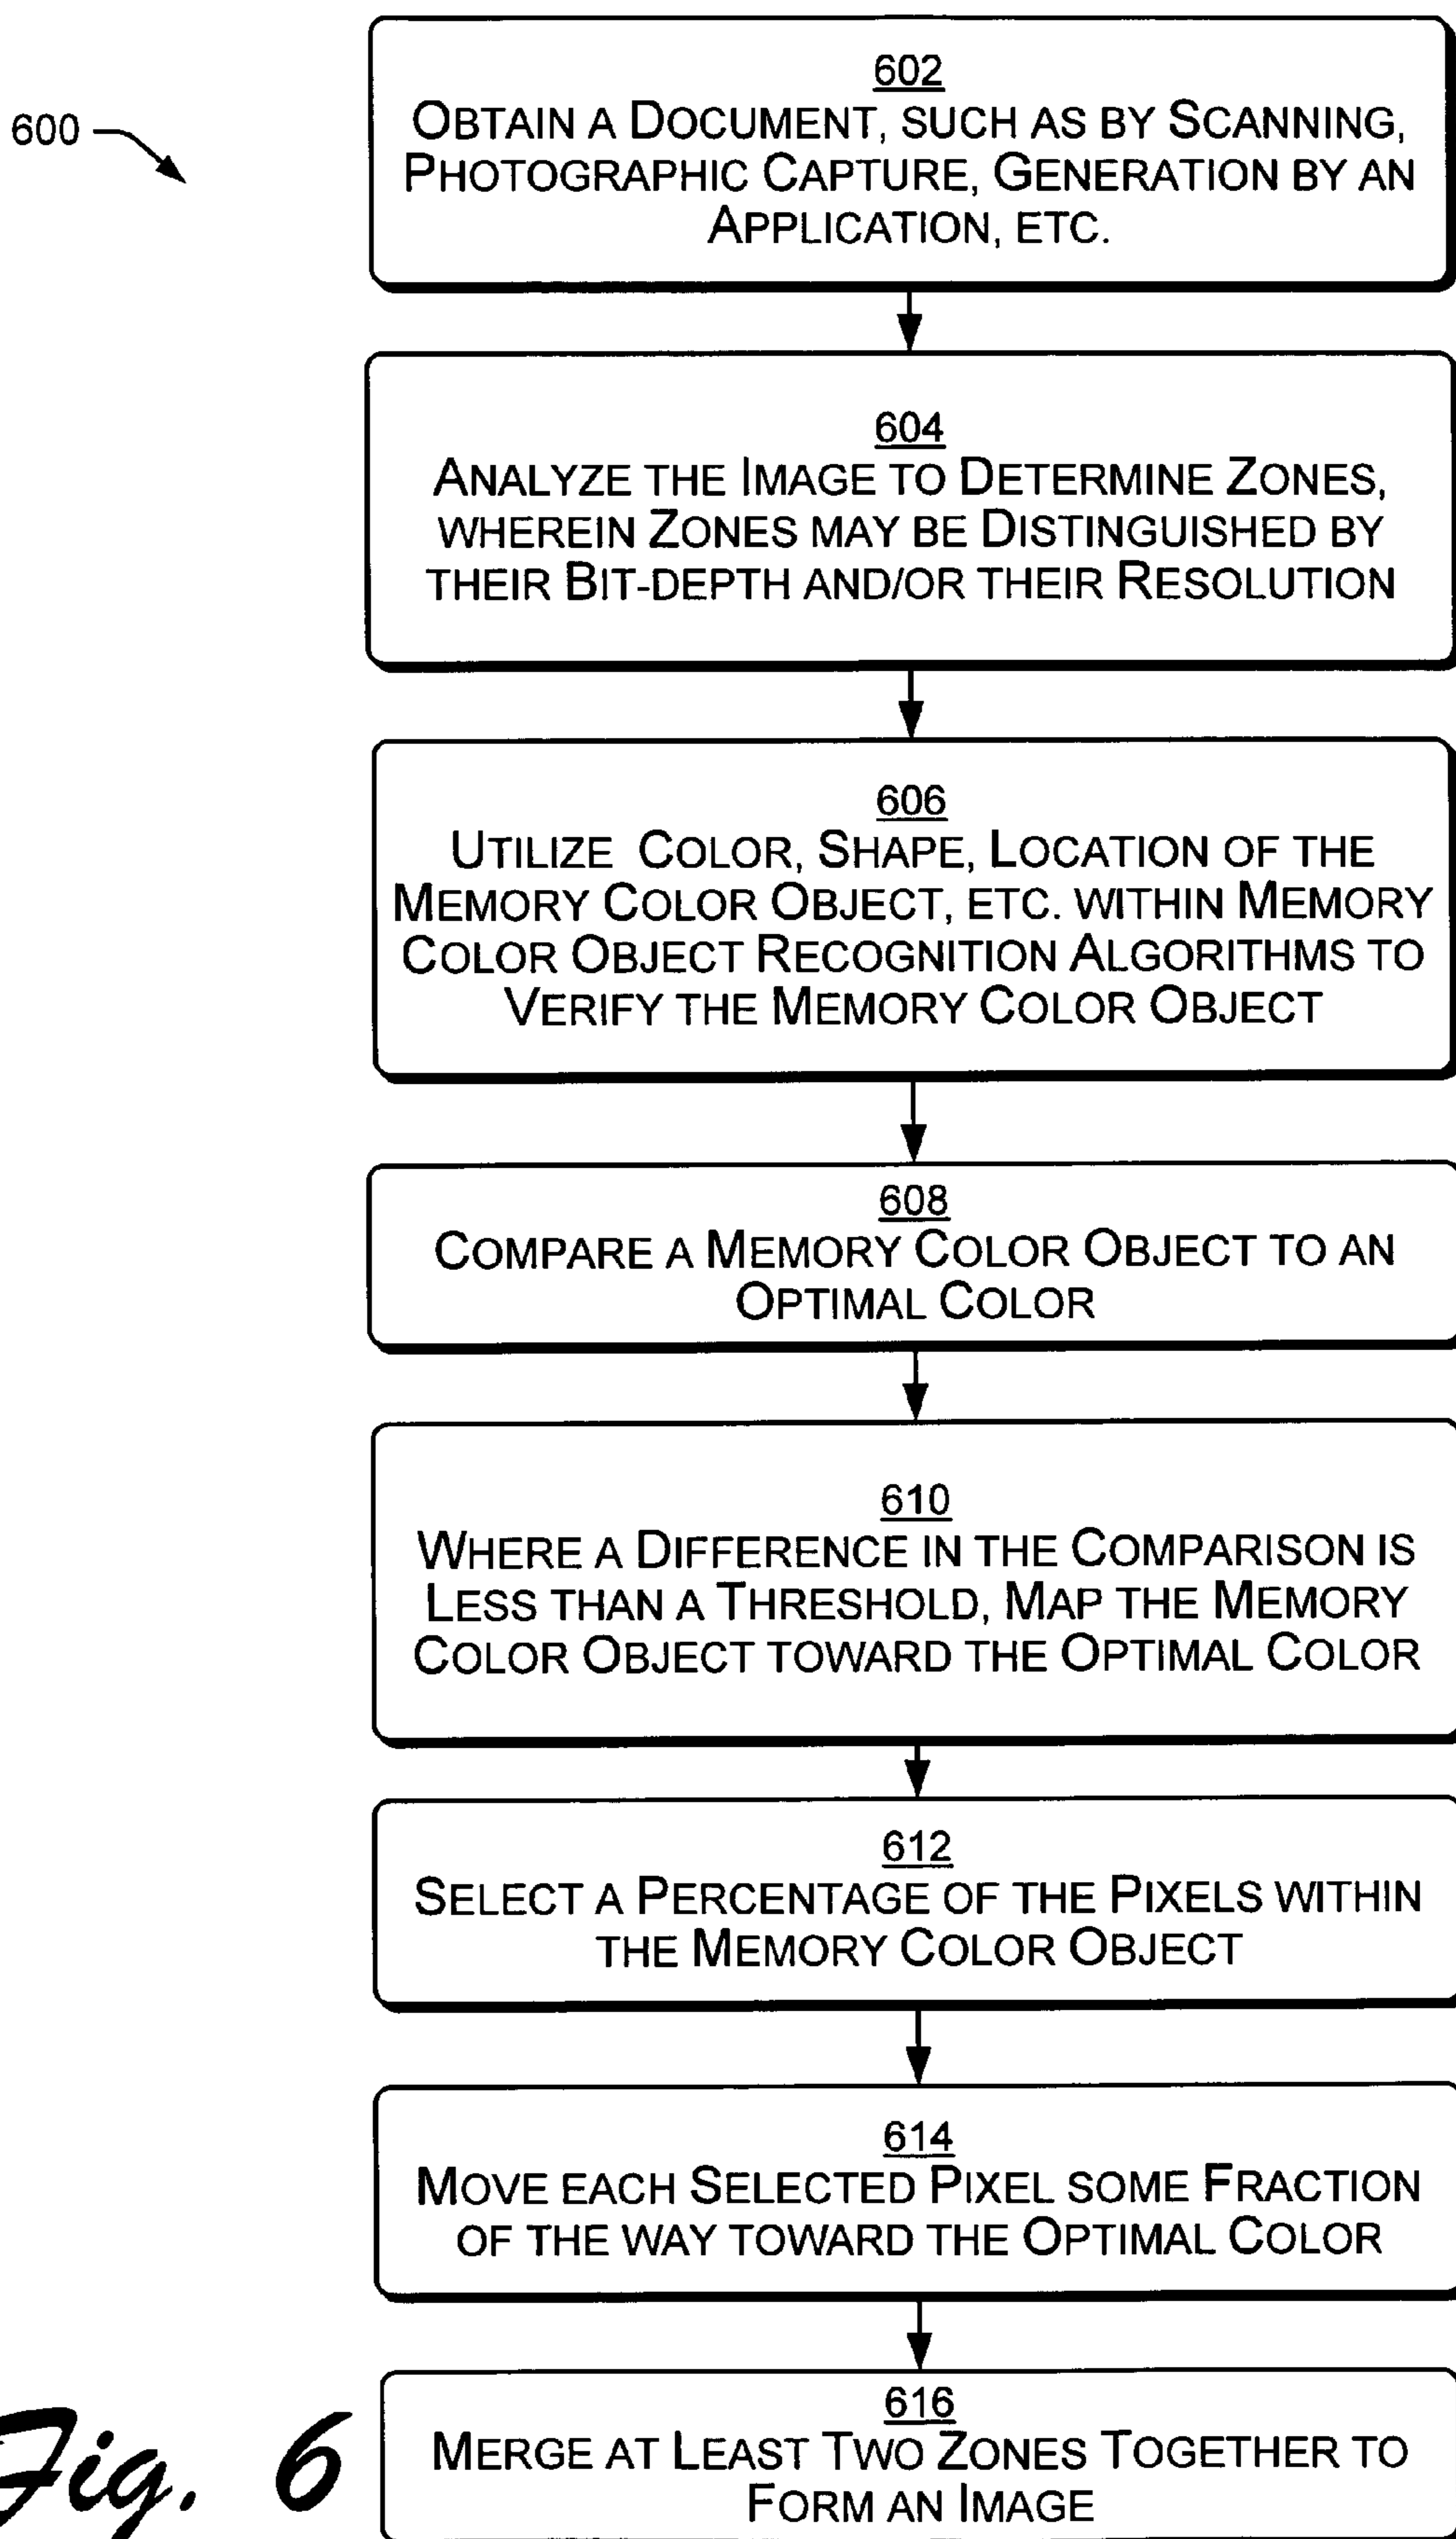 600
602
OBTAIN A DOCUMENT, SUCH AS BY SCANNING,
PHOTOGRAPHIC CAPTURE, GENERATION BY AN
APPLICATION, ETC.
604
ANALYZE THE IMAGE TO DETERMINE ZONES,
WHEREIN ZONES MAY BE DISTINGUISHED BY
THEIR BIT-DEPTH AND/OR THEIR RESOLUTION
606
UTILIZE COLOR, SHAPE, LOCATION OF THE
MEMORY COLOR OBJECT, ETC. WITHIN MEMORY
COLOR OBJECT RECOGNITION ALGORITHMS TO
VERIFY THE MEMORY COLOR OBJECT
608
COMPARE A MEMORY COLOR OBJECT TO AN
OPTIMAL COLOR
610
WHERE A DIFFERENCE IN THE COMPARISON IS
LESS THAN A THRESHOLD, MAP THE MEMORY
COLOR OBJECT TOWARD THE OPTIMAL COLOR
612
SELECT A PERCENTAGE OF THE PIXELS WITHIN
THE MEMORY COLOR OBJECT
614
MOVE EACH SELECTED PIXEL SOME FRACTION
OF THE WAY TOWARD THE OPTIMAL COLOR
616
MERGE AT LEAST TWO ZONES TOGETHER TO
FORM AN IMAGE
Fig. 6